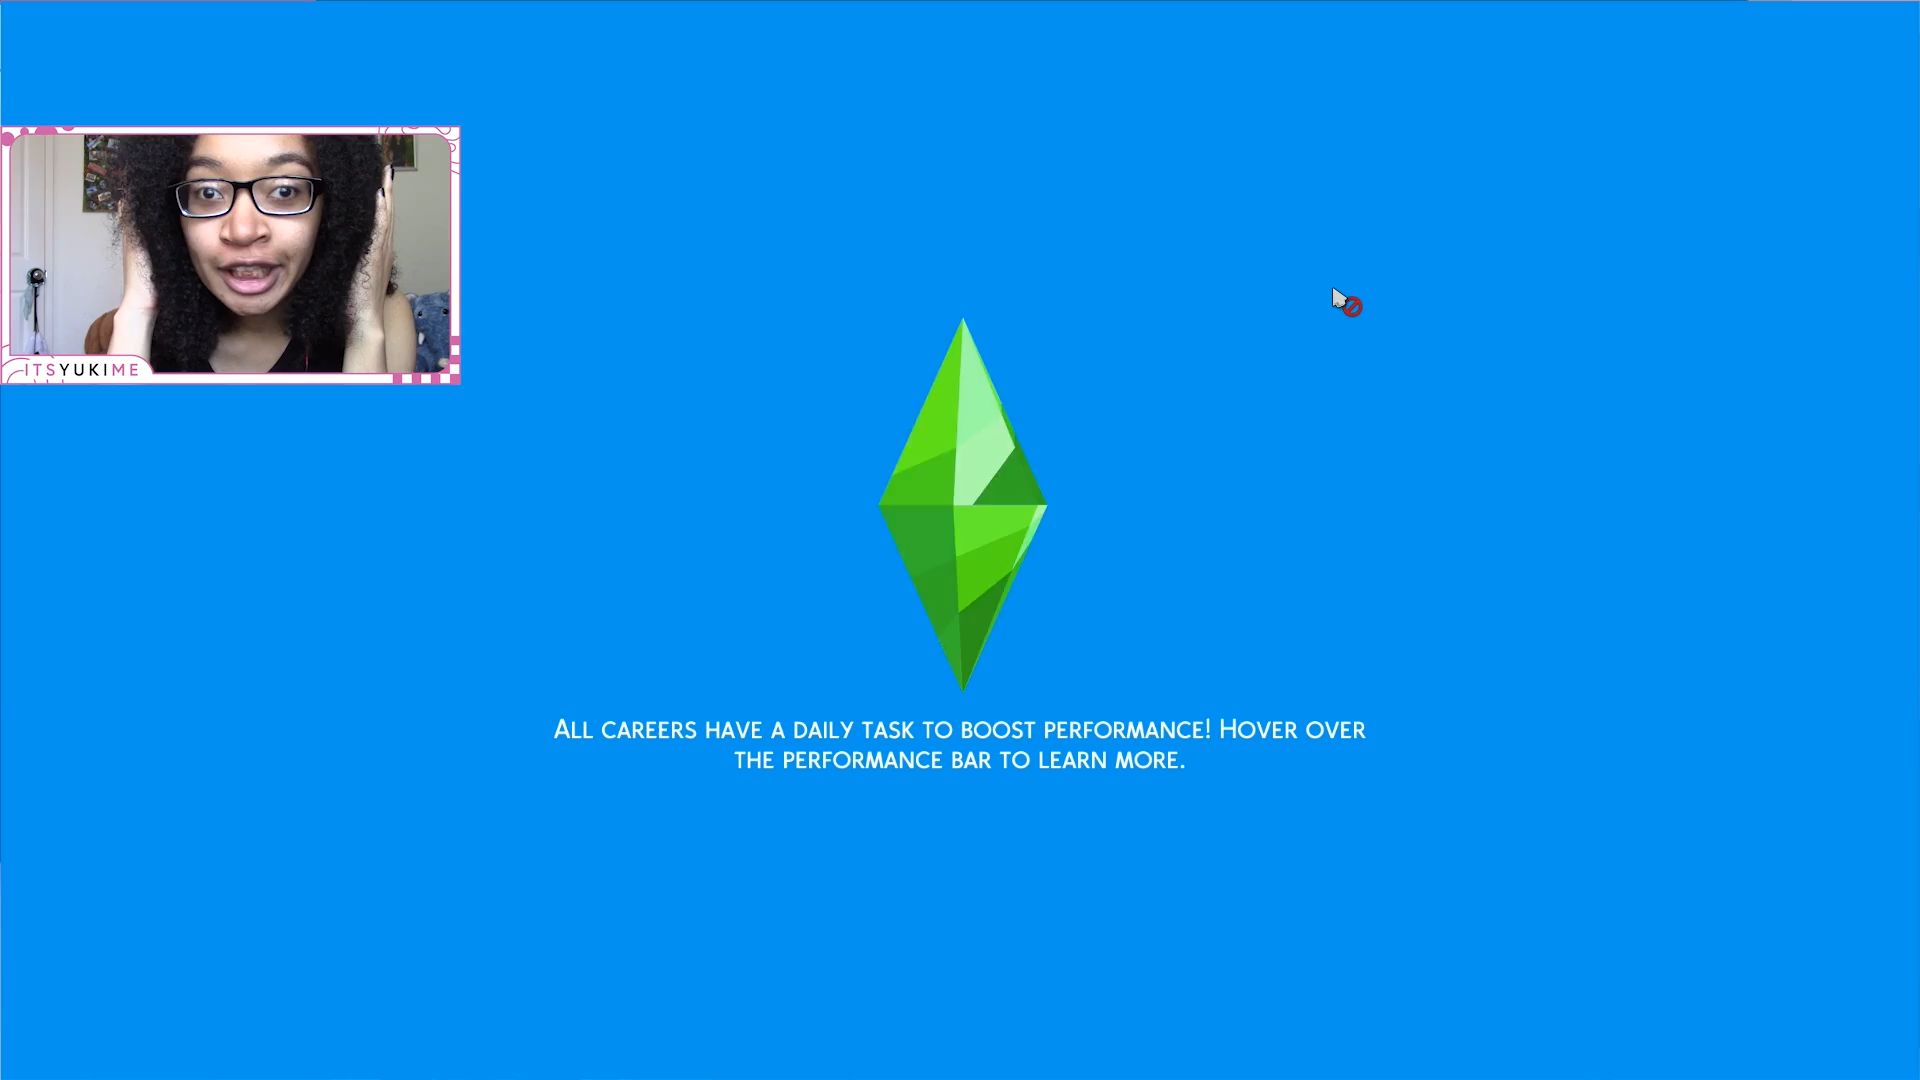 ITSYUKIME
ALL CAREERS HAVE A DAILY TASK TO BOOST PERFORMANCE! HOVER OVER
THE PERFORMANCE BAR TO LEARN MORE.